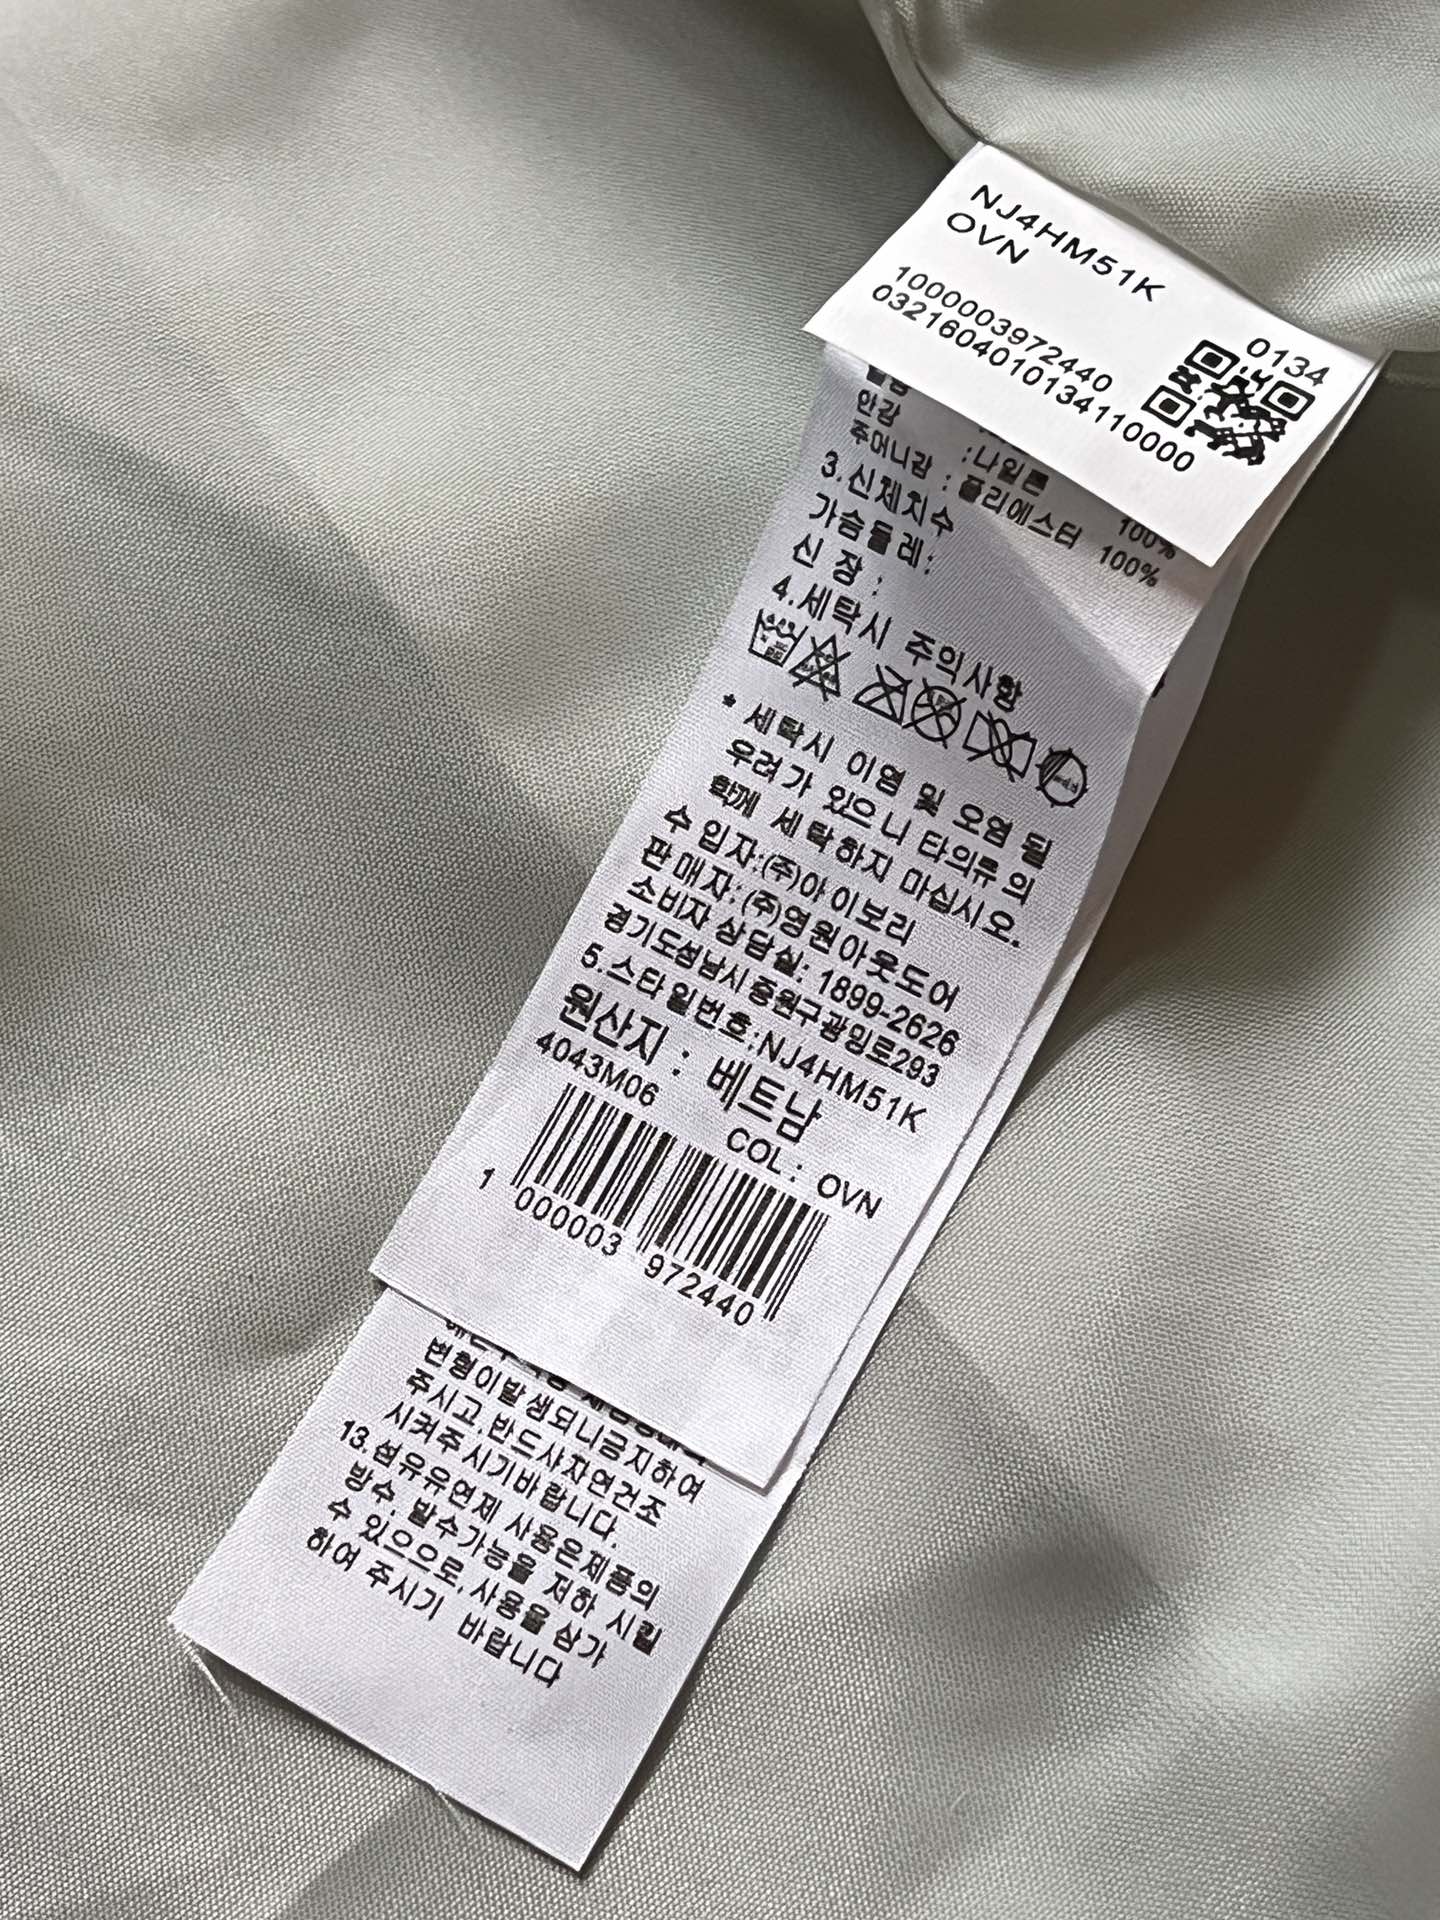 NJ4HM51K
OVN
1000003972440
0321604010134110000
0134
안감 :나일론 100%
주머니감 : 폴리에스터 100%
3.신체치수
가슴둘레:
신 장 :
4.세탁시 주의사항
* 세탁시 이염 및 오염 될
우려가 있으니 타의류의
함께 세탁하지 마십시오.
수 입자:(주)아이보리
판매자:(주)영원아웃도어
소비자 상담실: 1899-2626
경기도성남시중원구광명로293
5.스타일번호:NJ4HM51K
원산지 : 베트남
4043M06 COL: OVN
1 000003 972440
변형이발생되니금지하여
주시고,반드시자연건조
시켜주시기바랍니다.
13.섬유유연제 사용은제품의
방수, 발수기능을 저하 시킬
수 있으므로,사용을삼가
하여 주시기 바랍니다